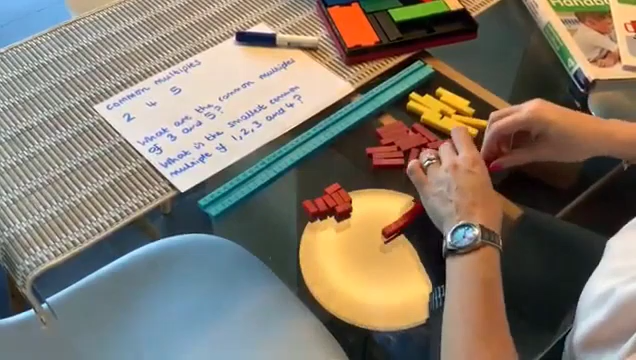 common multiples
2 4 5
What are the common multiples
of 3 and 5?
What is the smallest common
multiple of 1, 2, 3 and 4?
Handbook